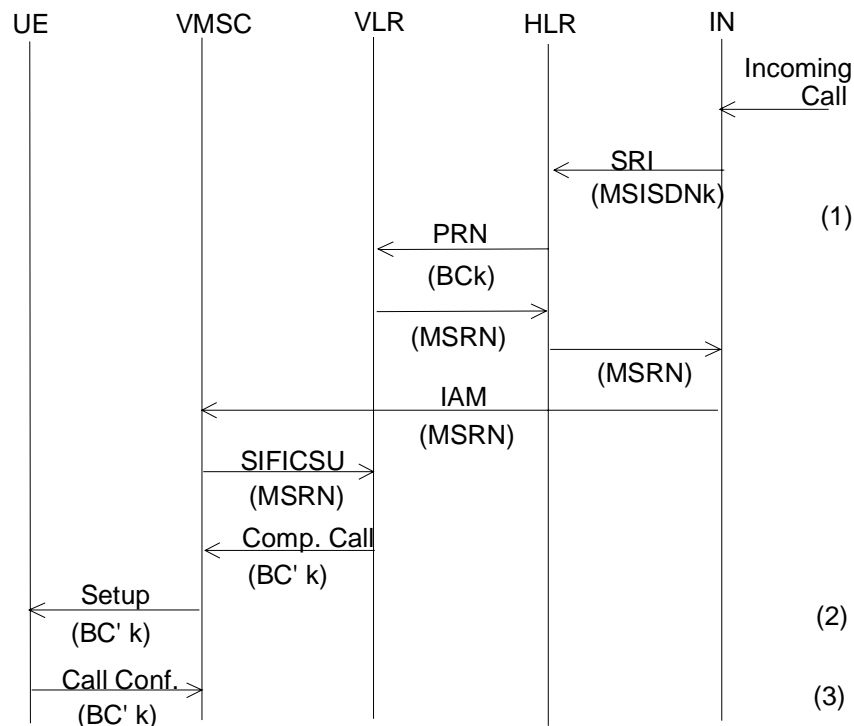 UE VMSC VLR HLR IN
Incoming
Call
SRI
(MSISDNk)
(1)
PRN
(BCk)
(MSRN)
(MSRN)
IAM
(MSRN)
SIFICSU
(MSRN)
Comp. Call
(BC' k)
Setup
(BC' k)
(2)
Call Conf.
(BC' k)
(3)